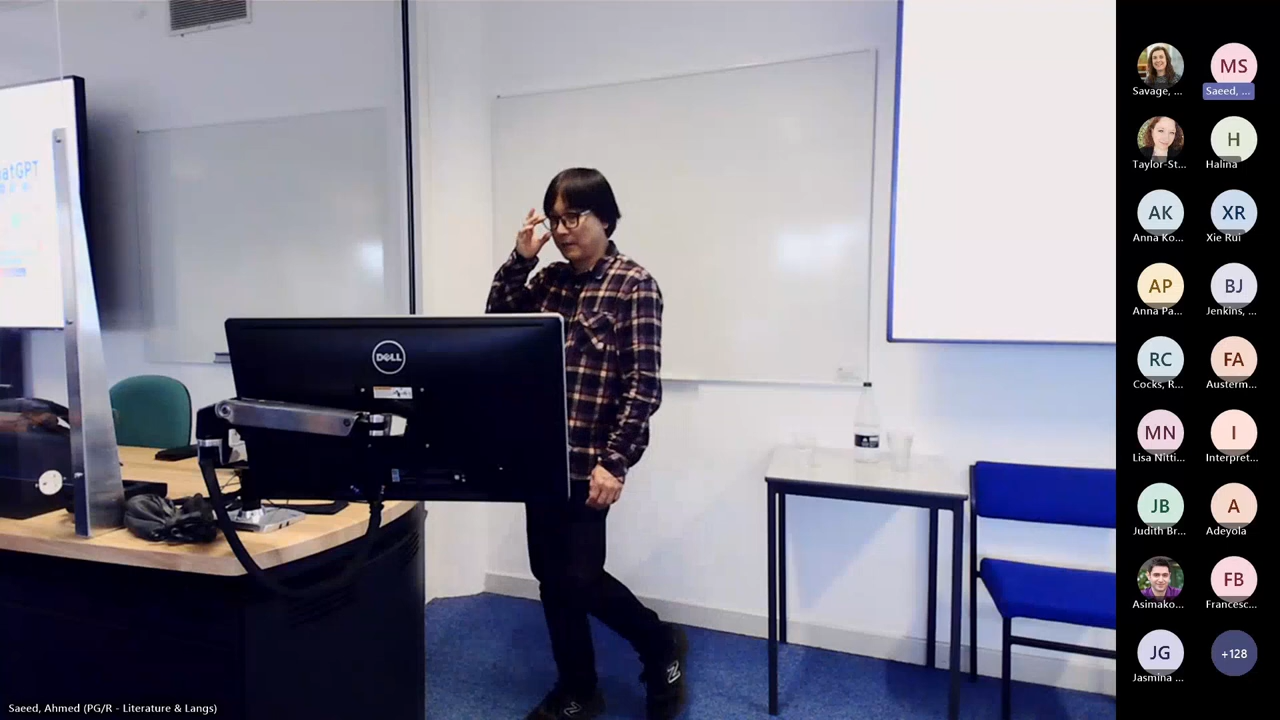 atGPT
DELL
N
Z
Savage, ...
MS
Saeed, ...
Taylor-St...
H
Halina
AK
Anna Ko...
XR
Xie Rui
AP
Anna Pa...
BJ
Jenkins, ...
RC
Cocks, R...
FA
Austerm...
MN
Lisa Nitti...
I
Interpret...
JB
Judith Br...
A
Adeyola
Asimako...
FB
Francesc...
JG
Jasmina ...
+128
Saeed, Ahmed (PG/R - Literature & Langs)